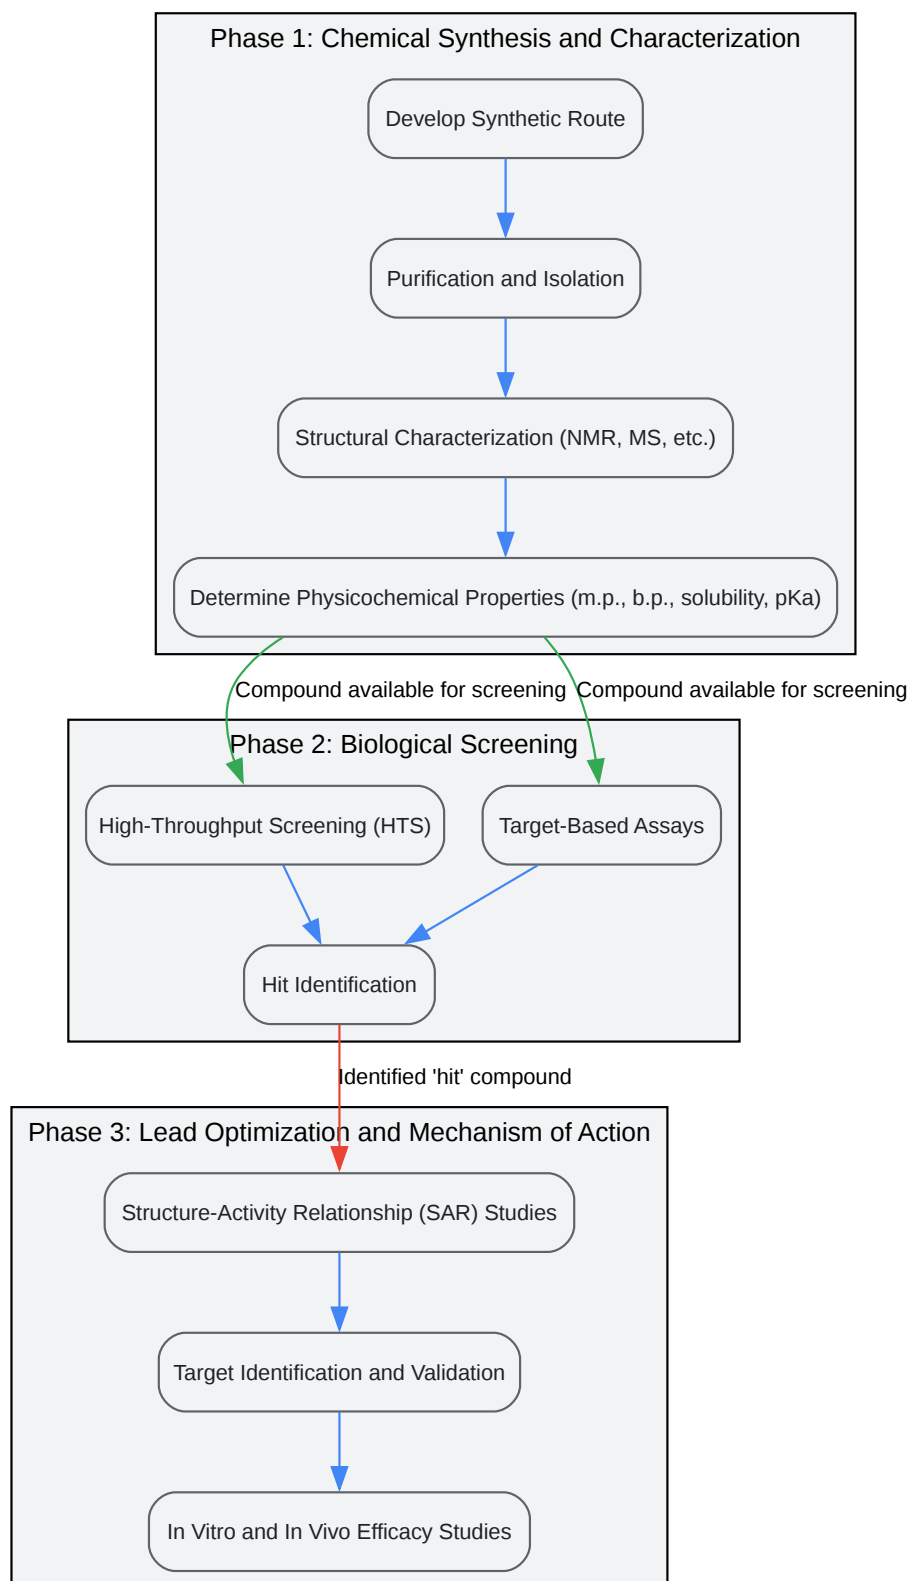 Phase 1: Chemical Synthesis and Characterization
Develop Synthetic Route
Purification and Isolation
Structural Characterization (NMR, MS, etc.)
Determine Physicochemical Properties (m.p., b.p., solubility, pKa)
Compound available for screening
Compound available for screening
Phase 2: Biological Screening
High-Throughput Screening (HTS)
Target-Based Assays
Hit Identification
Identified 'hit' compound
Phase 3: Lead Optimization and Mechanism of Action
Structure-Activity Relationship (SAR) Studies
Target Identification and Validation
In Vitro and In Vivo Efficacy Studies